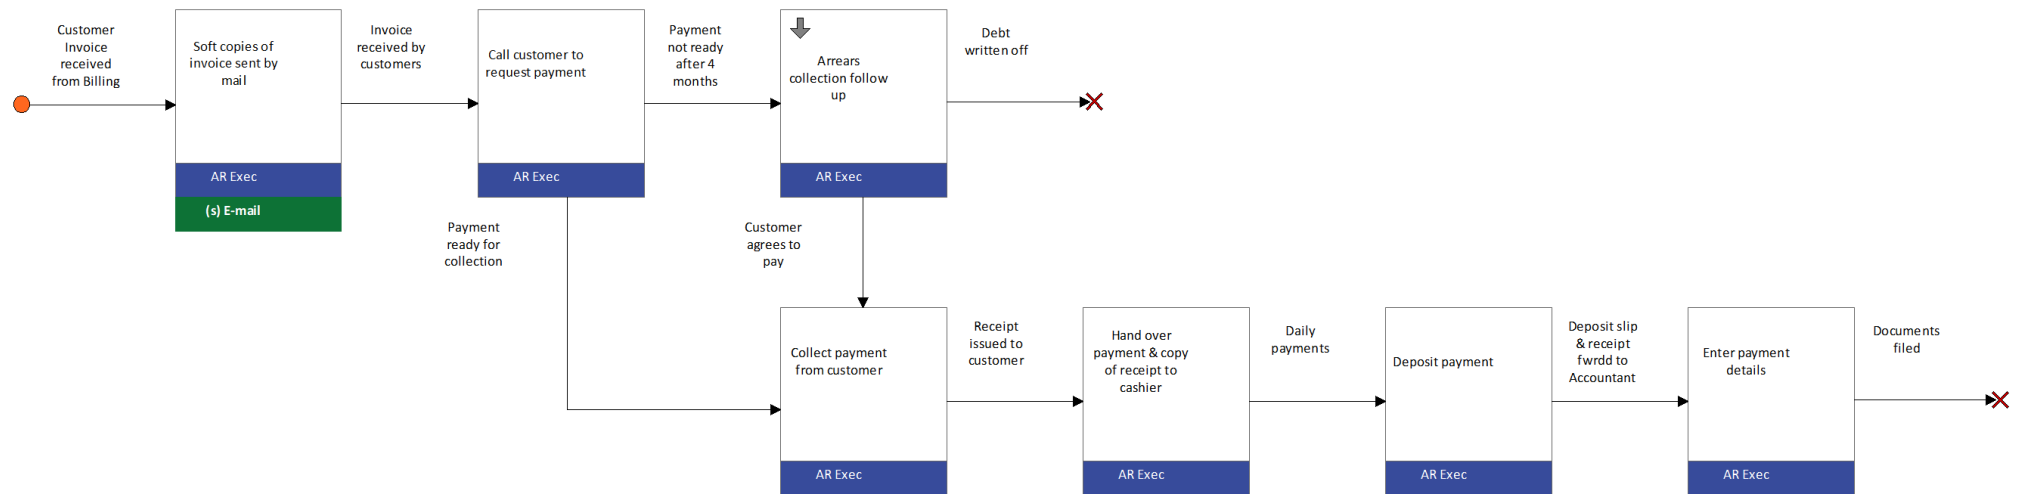 Customer
Invoice
received
from Billing
Soft copies of
invoice sent by
mail
AR Exec
(s) E-mail
Invoice
received by
customers
Call customer to
request payment
AR Exec
Payment
not ready
after 4
months
Arrears
collection follow
up
AR Exec
Debt
written off
Payment
ready for
collection
Customer
agrees to
pay
Collect payment
from customer
AR Exec
Receipt
issued to
customer
Hand over
payment & copy
of receipt to
cashier
AR Exec
Daily
payments
Deposit payment
AR Exec
Deposit slip
& receipt
fwrdd to
Accountant
Enter payment
details
AR Exec
Documents
filed